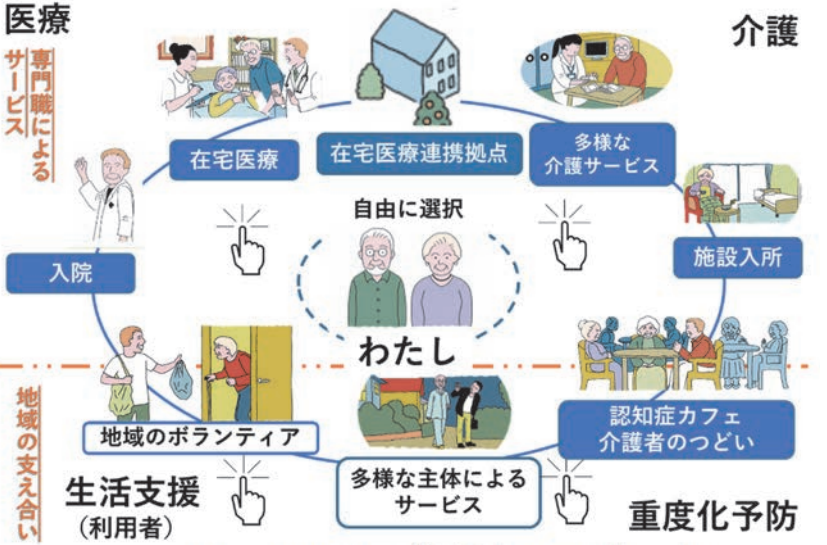 医療
介護
専門職による
サービス
在宅医療
在宅医療連携拠点
多様な
介護サービス
自由に選択
入院
施設入所
わたし
地域の支え合い
地域のボランティア
認知症カフェ
介護者のつどい
多様な主体による
サービス
生活支援
（利用者）
重度化予防